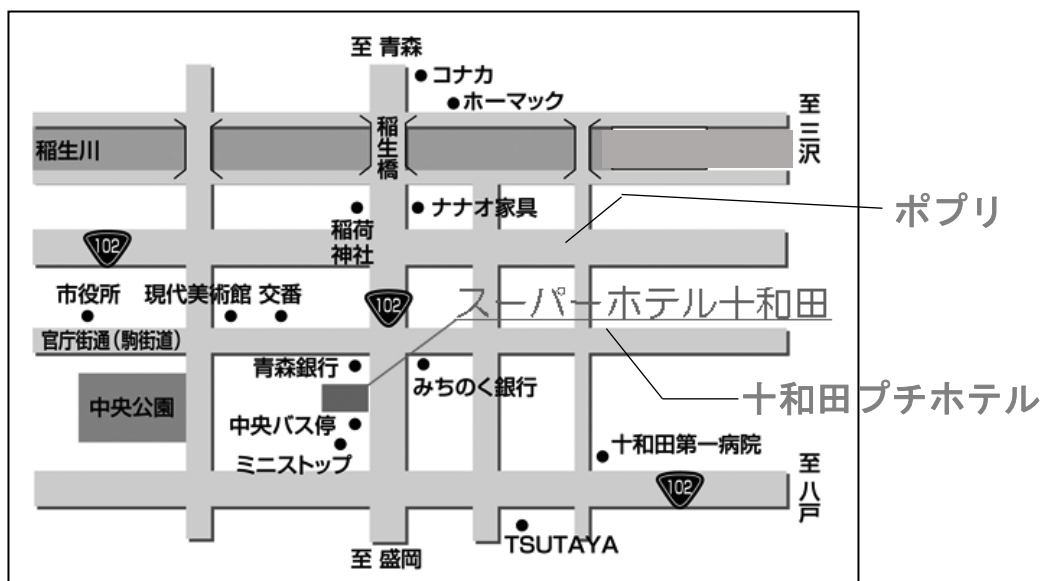 至 青森
コナカ
ホーマック
至 三沢
稲生川
稲生橋
ナナオ家具
ポプリ
稲荷
神社
102
市役所
現代美術館
交番
102
スーパーホテル十和田
官庁街通(駒街道)
青森銀行
みちのく銀行
中央公園
十和田プチホテル
中央バス停
ミニストップ
十和田第一病院
至 八戸
102
TSUTAYA
至 盛岡